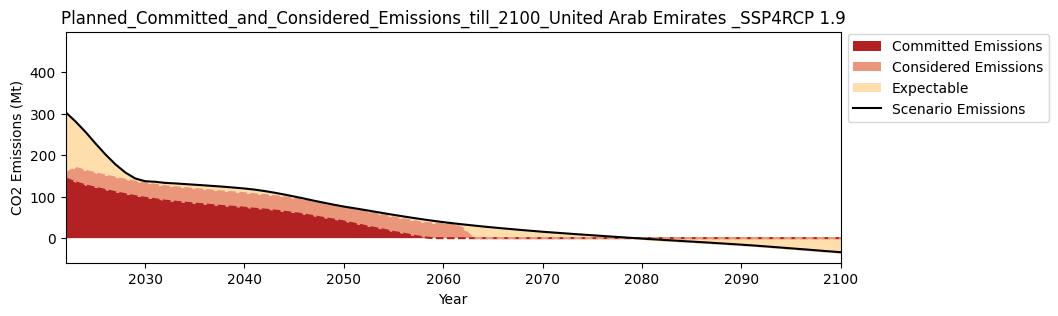 Planned_Committed_and_Considered_Emissions_till_2100_United Arab Emirates _SSP4RCP 1.9
Committed Emissions
Considered Emissions
Expectable
Scenario Emissions
CO2 Emissions (Mt)
400
300
200
100
0
2030 2040 2050 2060 2070 2080 2090 2100
Year